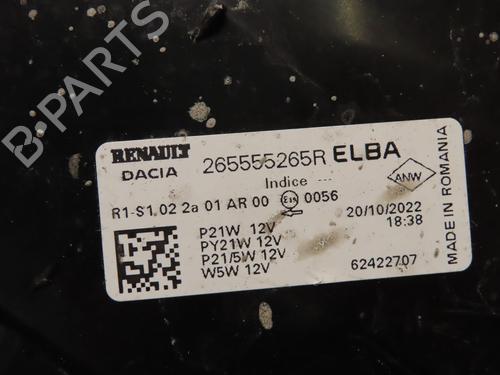 B-PARTS
RENAULT 265555265R ELBA
DACIA
Indice ---
ANW
R1-S1,02 2a 01 AR 00 E19 0056
20/10/2022
P21W 12V 18:38
PY21W 12V
P21/5W 12V
W5W 12V 62422707
MADE IN ROMANIA